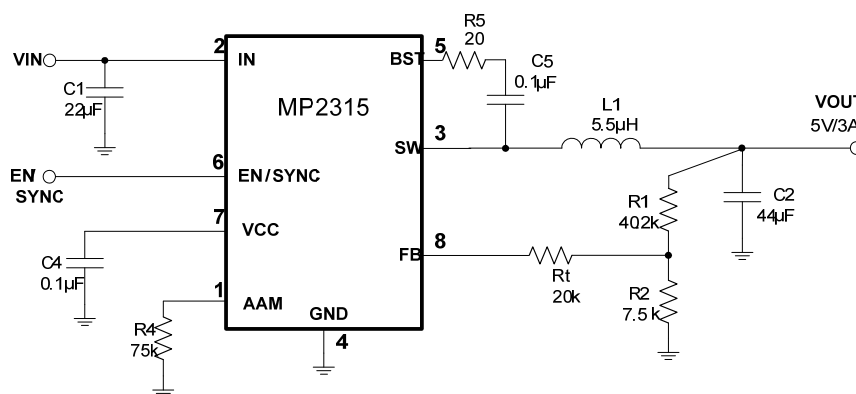 R5
20
2
5
VIN
IN
BST
C5
0.1µF
C1
22µF
MP2315
L1
5.5µH
VOUT
5V/3A
3
SW
6
EN/
SYNC
EN/SYNC
7
VCC
R1
40.2k
C2
44µF
8
FB
C4
0.1µF
Rt
20k
1
AAM
R2
7.5k
GND
R4
75k
4